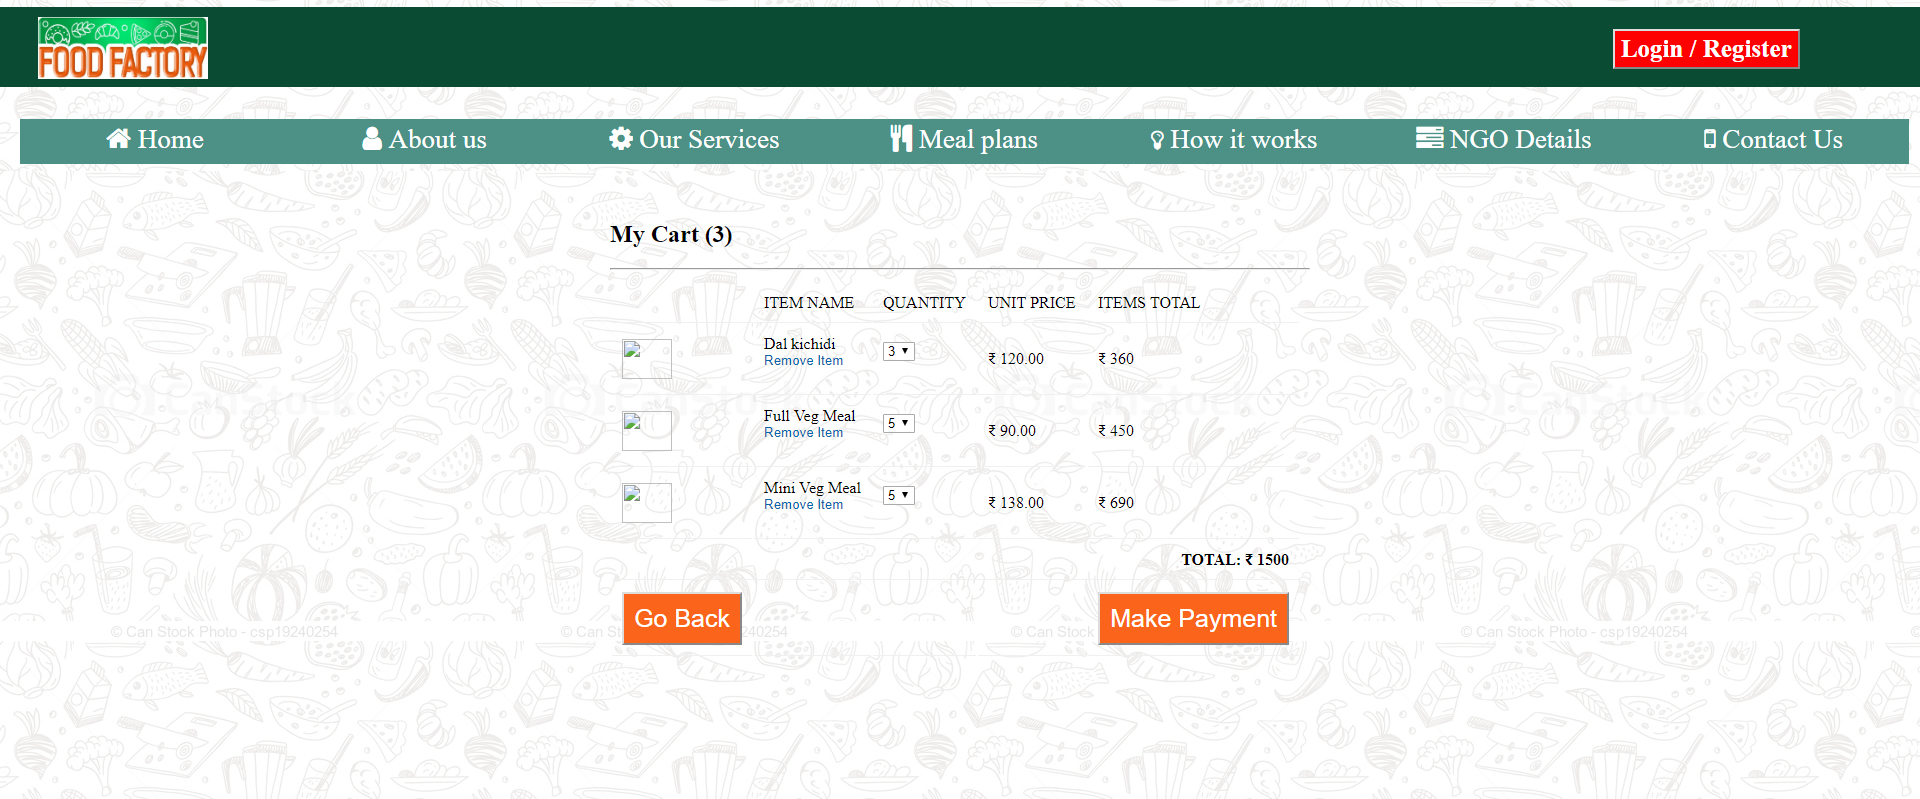 FOOD FACTORY
Login / Register
Home About us Our Services Meal plans How it works NGO Details Contact Us
My Cart (3)
ITEM NAME QUANTITY UNIT PRICE ITEMS TOTAL
Dal kichidi 3 ₹ 120.00 ₹ 360
Remove Item
Full Veg Meal 5 ₹ 90.00 ₹ 450
Remove Item
Mini Veg Meal 5 ₹ 138.00 ₹ 690
Remove Item
TOTAL: ₹ 1500
Go Back Make Payment
© Can Stock Photo - csp19240254 © Can St 240254 © Can Stock © Can Stock Photo - csp19240254 ©